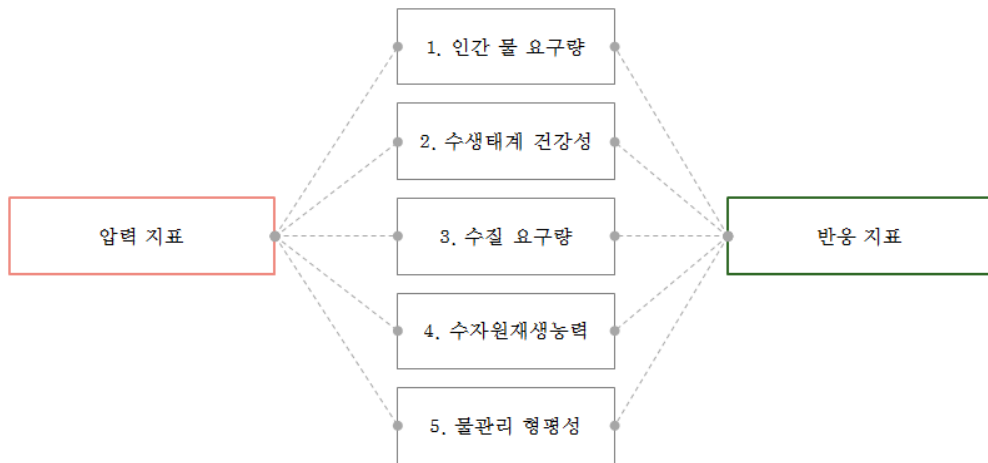 1. 인간 물 요구량
2. 수생태계 건강성
압력 지표
3. 수질 요구량
반응 지표
4. 수자원재생능력
5. 물관리 형평성